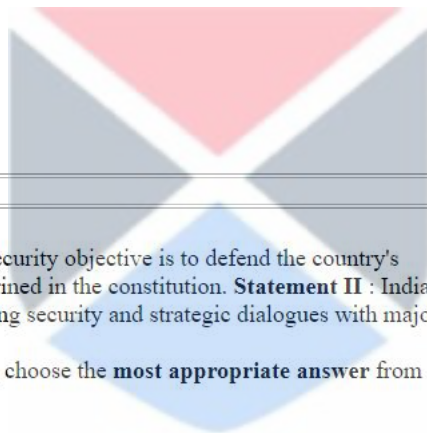 curity objective is to defend the country's
ined in the constitution. Statement II : India
ng security and strategic dialogues with majo
choose the most appropriate answer from